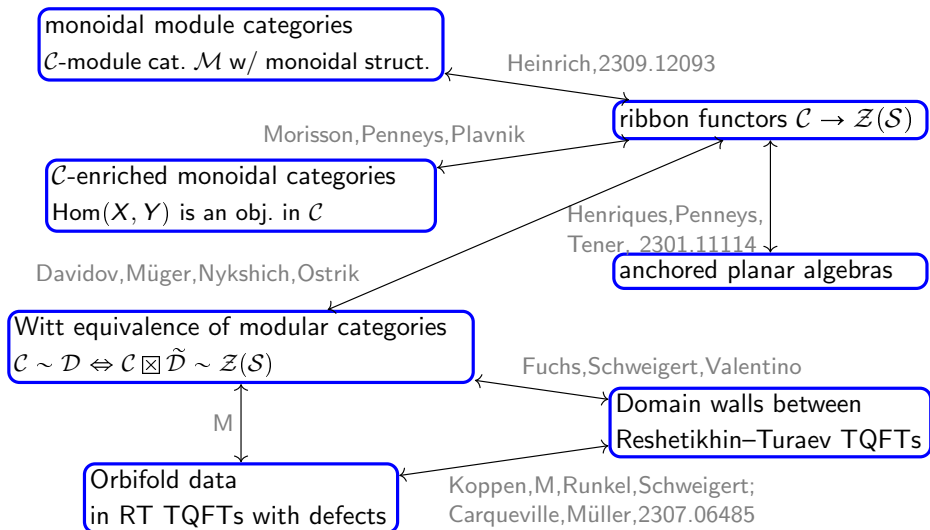 monoidal module categories
C-module cat. M w/ monoidal struct.
Heinrich,2309.12093
ribbon functors C → Z(S)
Morisson,Penneys,Plavnik
C-enriched monoidal categories
Hom(X, Y) is an obj. in C
Henriques,Penneys,
Tener, 2301.11114
anchored planar algebras
Davidov,Müger,Nykshich,Ostrik
Witt equivalence of modular categories
C ∼ D ⇔ C ⊠ D̃ ∼ Z(S)
Fuchs,Schweigert,Valentino
Domain walls between
Reshetikhin–Turaev TQFTs
M
Orbifold data
in RT TQFTs with defects
Koppen,M,Runkel,Schweigert;
Carqueville,Müller,2307.06485